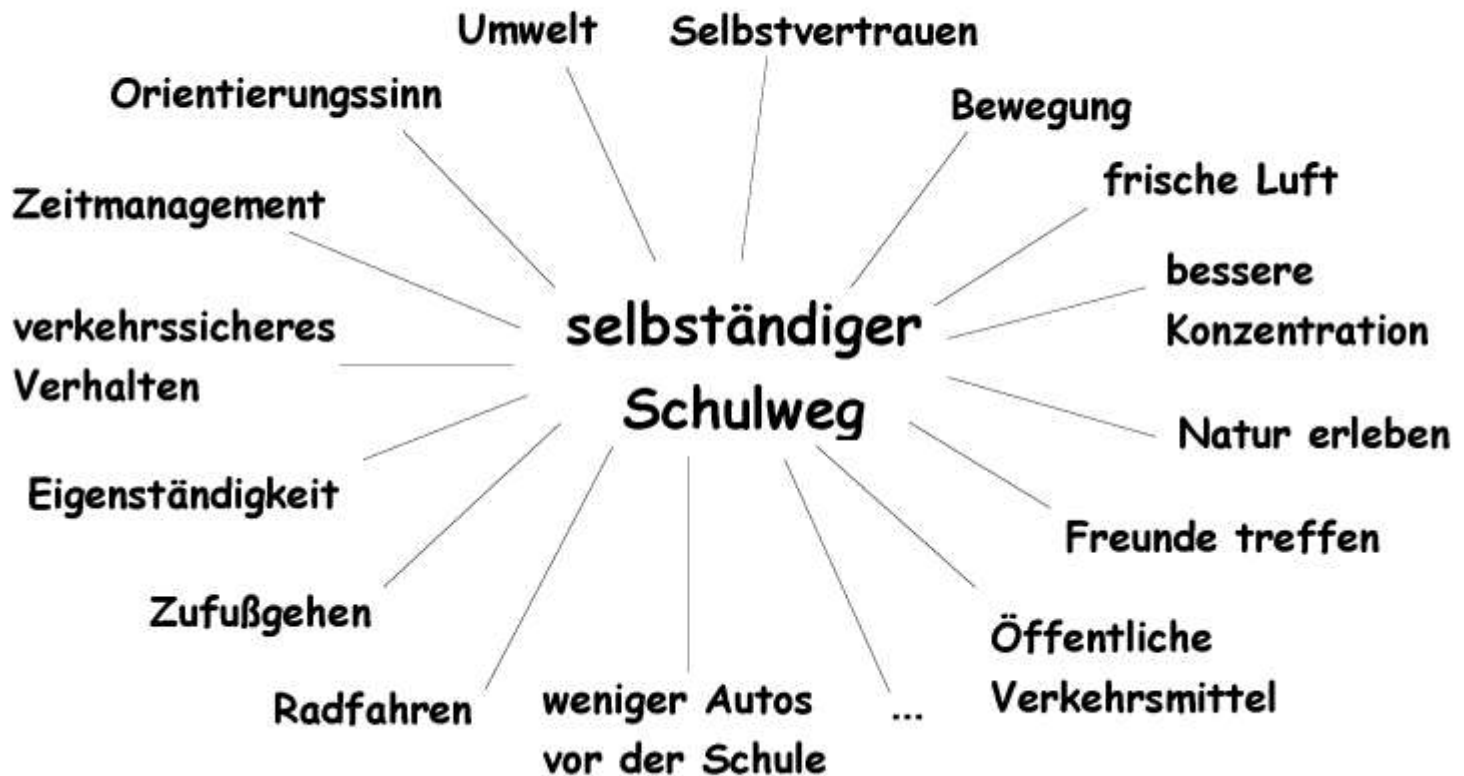 Umwelt
Selbstvertrauen
Orientierungssinn
Bewegung
Zeitmanagement
frische Luft
bessere
Konzentration
verkehrssicheres
Verhalten
selbständiger
Schulweg
Natur erleben
Eigenständigkeit
Freunde treffen
Zufußgehen
Öffentliche
Verkehrsmittel
Radfahren
weniger Autos
vor der Schule
...